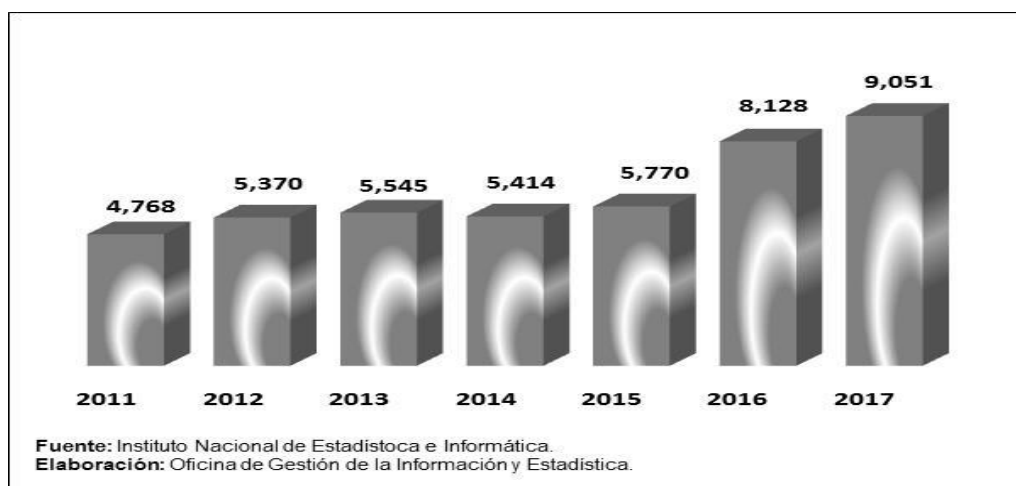 9,051
8,128
5,770
5,545
5,414
5,370
4,768
2011 2012 2013 2014 2015 2016 2017
Fuente: Instituto Nacional de Estadístoca e Informática.
Elaboración: Oficina de Gestión de la Información y Estadística.